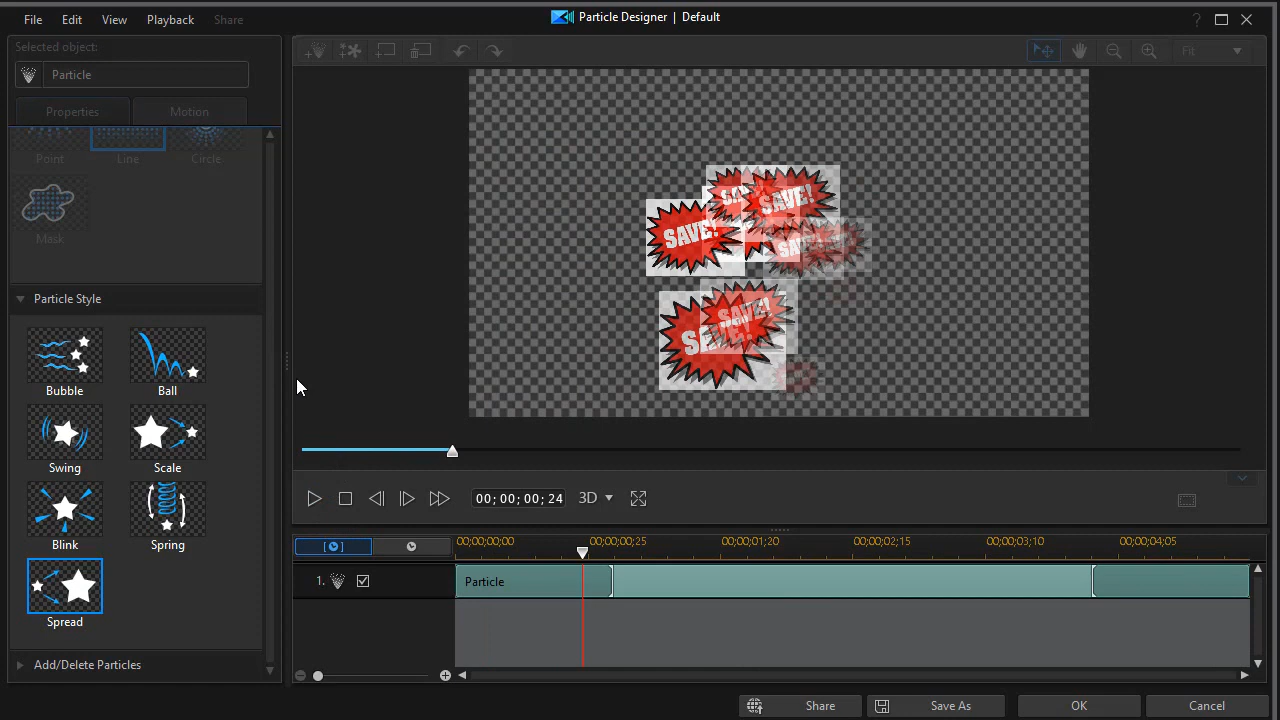 Particle Designer | Default
File Edit View Playback Share
Selected object:
Particle
Properties Motion
Fit
Point Line Circle
Mask
Particle Style
Bubble Ball
Swing Scale
Blink Spring
Spread
Add/Delete Particles
SAVE!
SAVE!
SAVE!
SAVE!
00; 00; 00; 24 3D
00;00;00;00 00;00;00;25 00;00;01;20 00;00;02;15 00;00;03;10 00;00;04;05
1. Particle
Share Save As OK Cancel